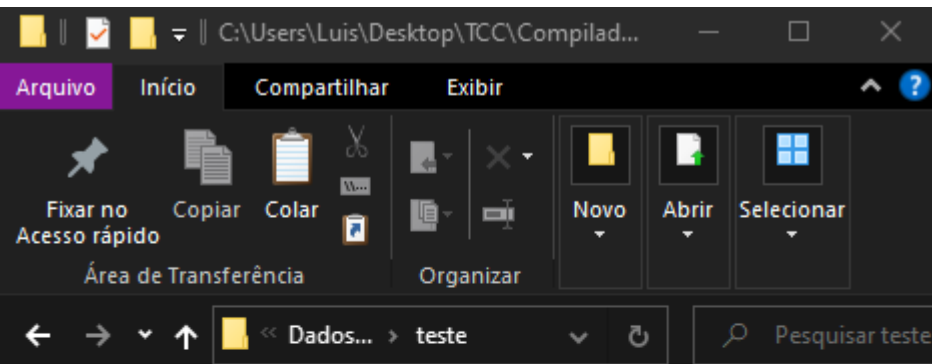 C:\Users\Luis\Desktop\TCC\Compilad...
Arquivo Início Compartilhar Exibir ?
Fixar no Acesso rápido
Copiar
Colar
Novo
Abrir
Selecionar
Área de Transferência
Organizar
« Dados... › teste
Pesquisar teste